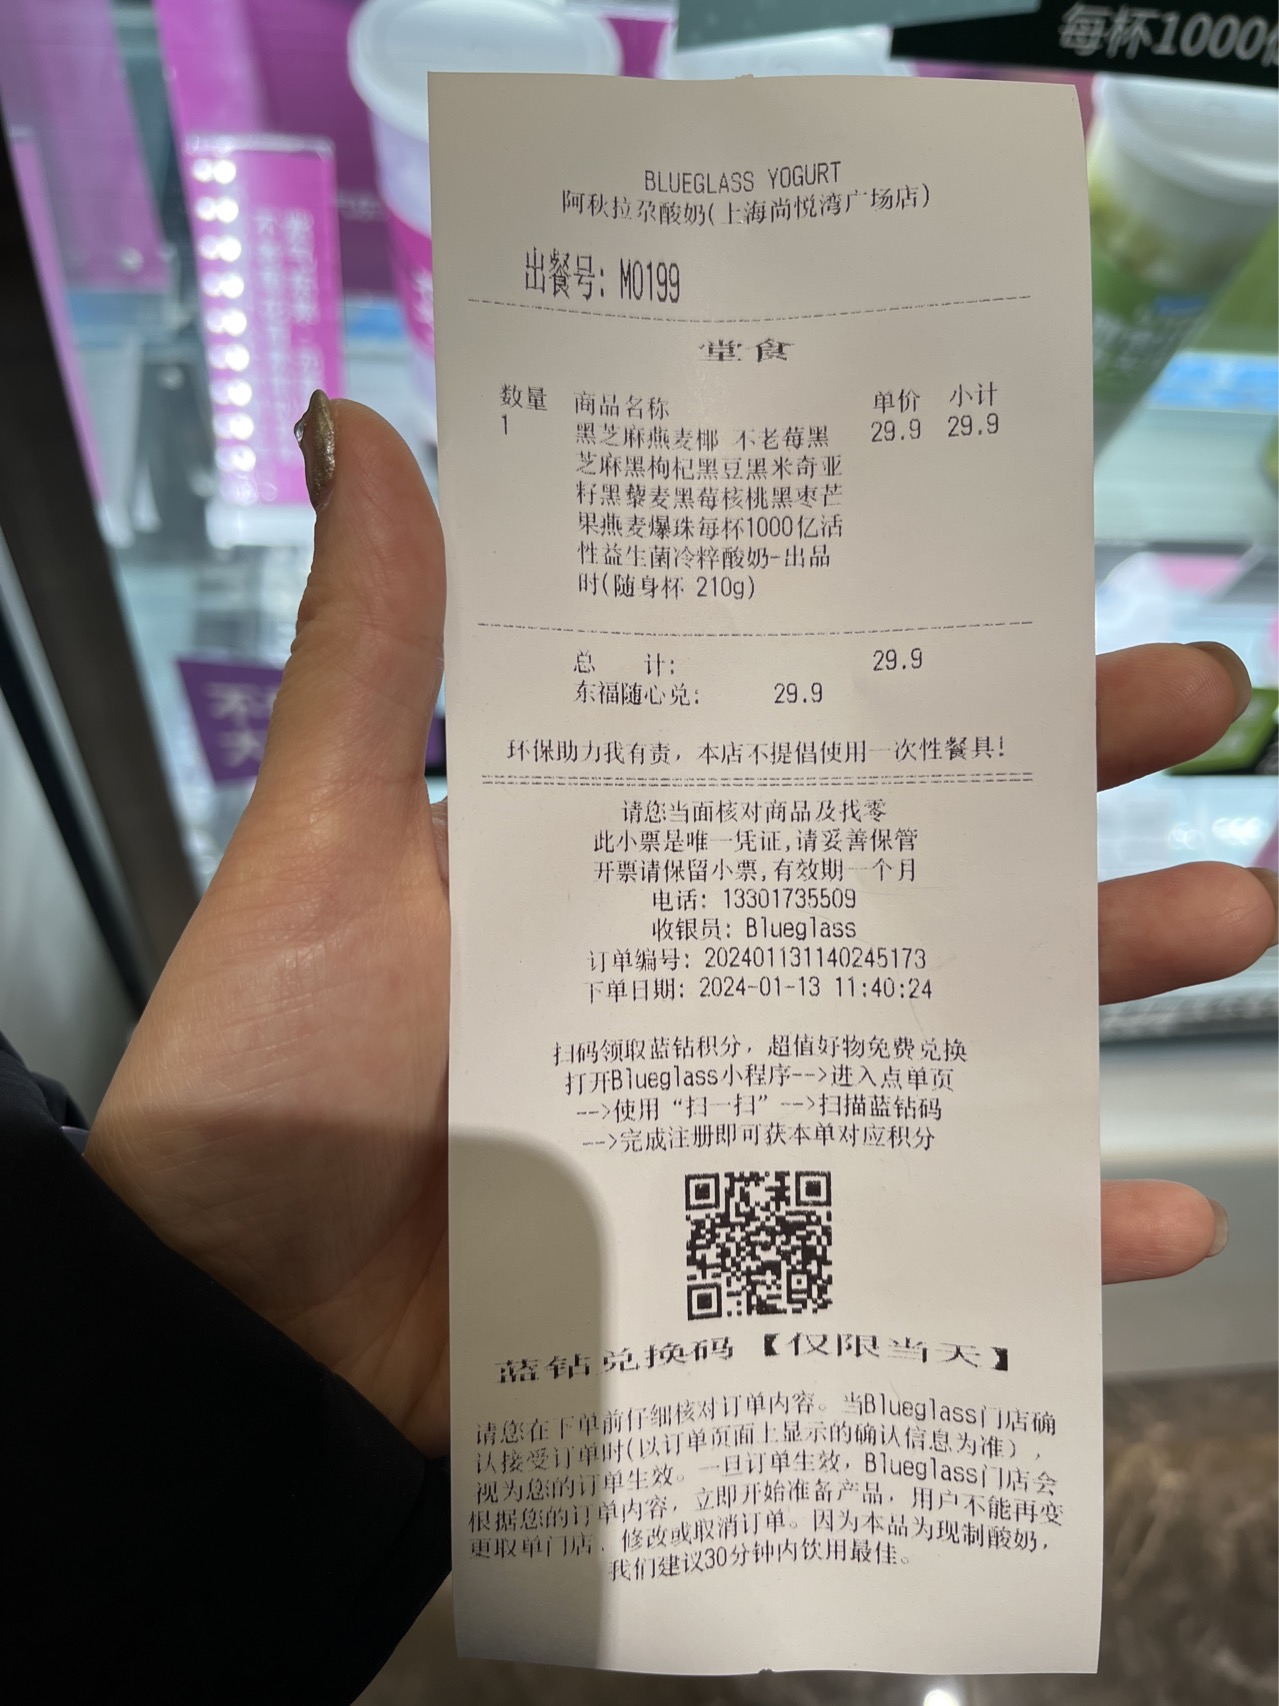 每杯1000亿
BLUEGLASS YOGURT
阿秋拉尕酸奶(上海尚悦湾广场店)
出餐号: M0199
堂食
数量 商品名称 单价 小计
1 黑芝麻燕麦椰 不老莓黑 29.9 29.9
芝麻黑枸杞黑豆黑米奇亚
籽黑藜麦黑莓核桃黑枣芒
果燕麦爆珠每杯1000亿活
性益生菌冷粹酸奶-出品
时(随身杯 210g)
总 计: 29.9
东福随心兑: 29.9
环保助力我有责, 本店不提倡使用一次性餐具!
请您当面核对商品及找零
此小票是唯一凭证,请妥善保管
开票请保留小票,有效期一个月
电话: 13301735509
收银员: Blueglass
订单编号: 202401131140245173
下单日期: 2024-01-13 11:40:24
扫码领取蓝钻积分, 超值好物免费兑换
打开Blueglass小程序-->进入点单页
-->使用“扫一扫”-->扫描蓝钻码
-->完成注册即可获本单对应积分
蓝钻兑换码【仅限当天】
请您在下单前仔细核对订单内容。当Blueglass门店确
认接受订单时(以订单页面上显示的确认信息为准),
视为您的订单生效。一旦订单生效, Blueglass门店会
根据您的订单内容, 立即开始准备产品, 用户不能再变
更取单门店、修改或取消订单。因为本品为现制酸奶,
我们建议30分钟内饮用最佳。